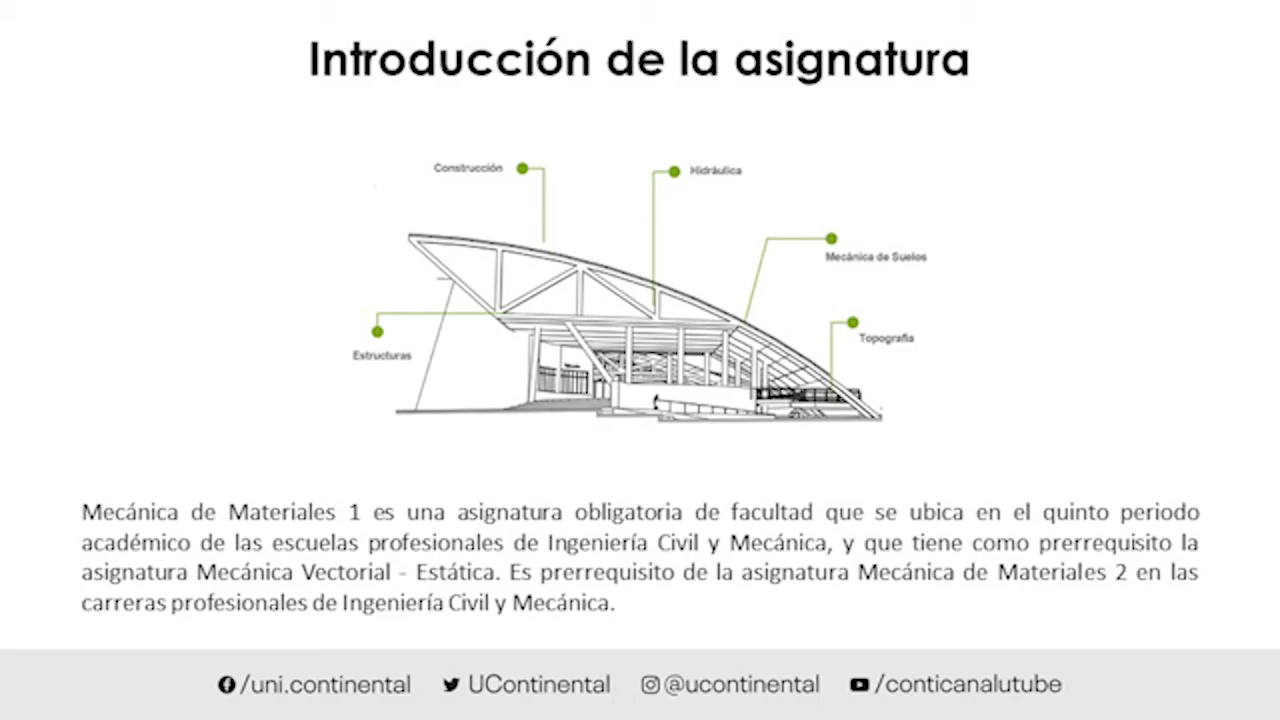 Introducción de la asignatura
Construcción
Hidráulica
Mecánica de Suelos
Topografía
Estructuras
Mecánica de Materiales 1 es una asignatura obligatoria de facultad que se ubica en el quinto periodo
académico de las escuelas profesionales de Ingeniería Civil y Mecánica, y que tiene como prerrequisito la
asignatura Mecánica Vectorial - Estática. Es prerrequisito de la asignatura Mecánica de Materiales 2 en las
carreras profesionales de Ingeniería Civil y Mecánica.
/uni.continental UContinental @ucontinental /conticanalutube